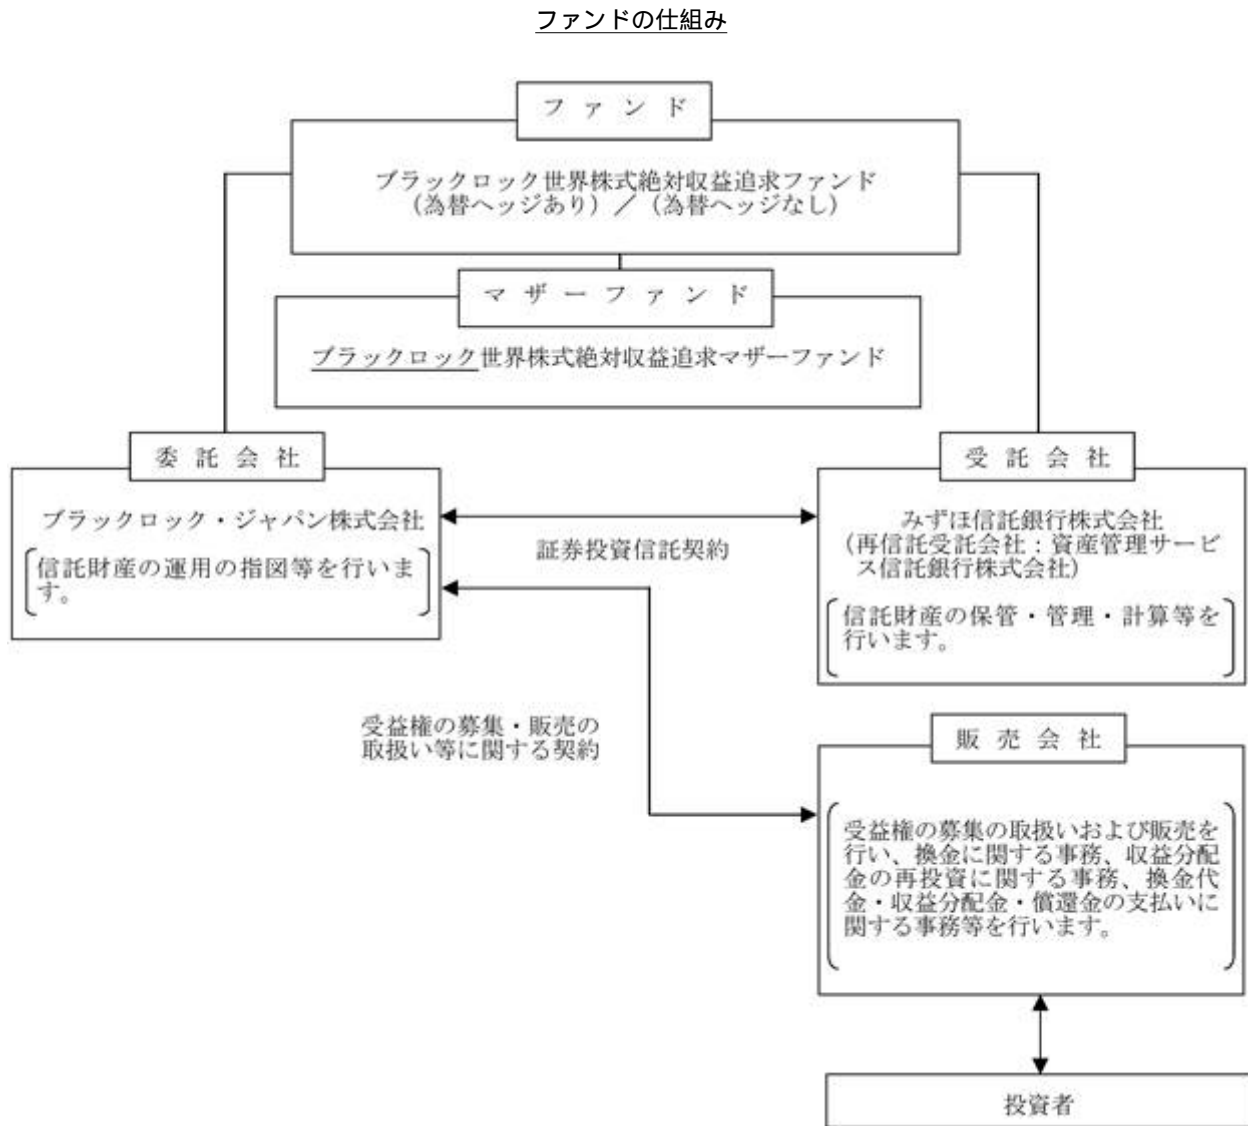 ファンドの仕組み
ファンド
ブラックロック世界株式絶対収益追求ファンド
（為替ヘッジあり）／（為替ヘッジなし）
マザーファンド
ブラックロック世界株式絶対収益追求マザーファンド
委託会社
ブラックロック・ジャパン株式会社
信託財産の運用の指図等を行いま
す。
証券投資信託契約
受託会社
みずほ信託銀行株式会社
（再信託受託会社：資産管理サービ
ス信託銀行株式会社）
信託財産の保管・管理・計算等を
行います。
受益権の募集・販売の
取扱い等に関する契約
販売会社
受益権の募集の取扱いおよび販売を
行い、換金に関する事務、収益分配
金の再投資に関する事務、換金代
金・収益分配金・償還金の支払いに
関する事務等を行います。
投資者